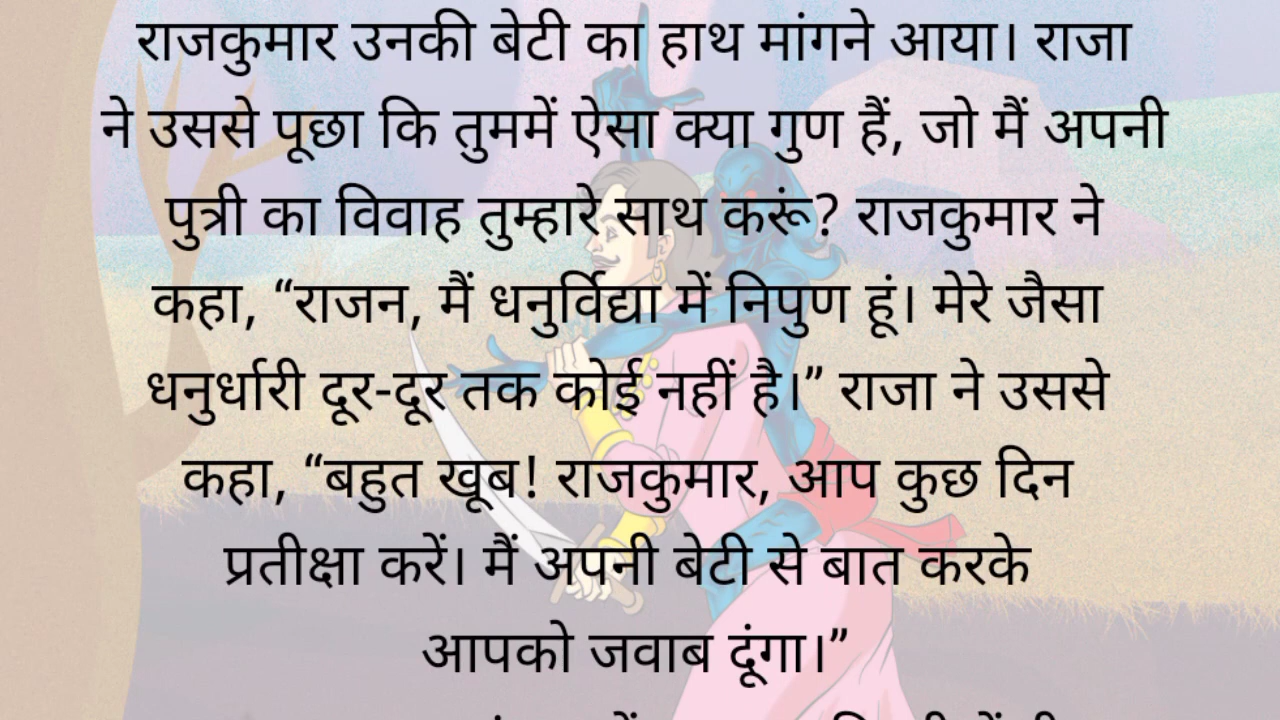 राजकुमार उनकी बेटी का हाथ मांगने आया। राजा
ने उससे पूछा कि तुममें ऐसा क्या गुण हैं, जो मैं अपनी
पुत्री का विवाह तुम्हारे साथ करूं? राजकुमार ने
कहा, “राजन, मैं धनुर्विद्या में निपुण हूं। मेरे जैसा
धनुर्धारी दूर-दूर तक कोई नहीं है।” राजा ने उससे
कहा, “बहुत खूब! राजकुमार, आप कुछ दिन
प्रतीक्षा करें। मैं अपनी बेटी से बात करके
आपको जवाब दूंगा।”